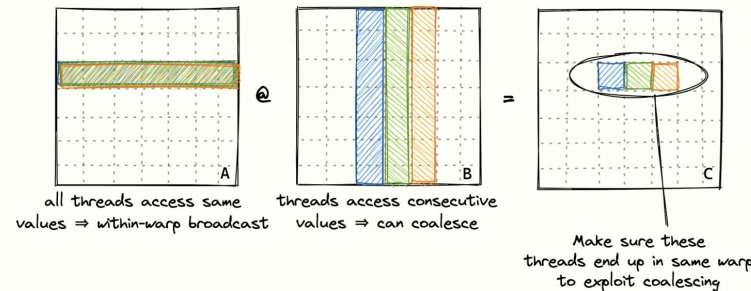 A
@
B
=
C
all threads access same
values ⇒ within-warp broadcast
threads access consecutive
values ⇒ can coalesce
Make sure these
threads end up in same warp
to exploit coalescing